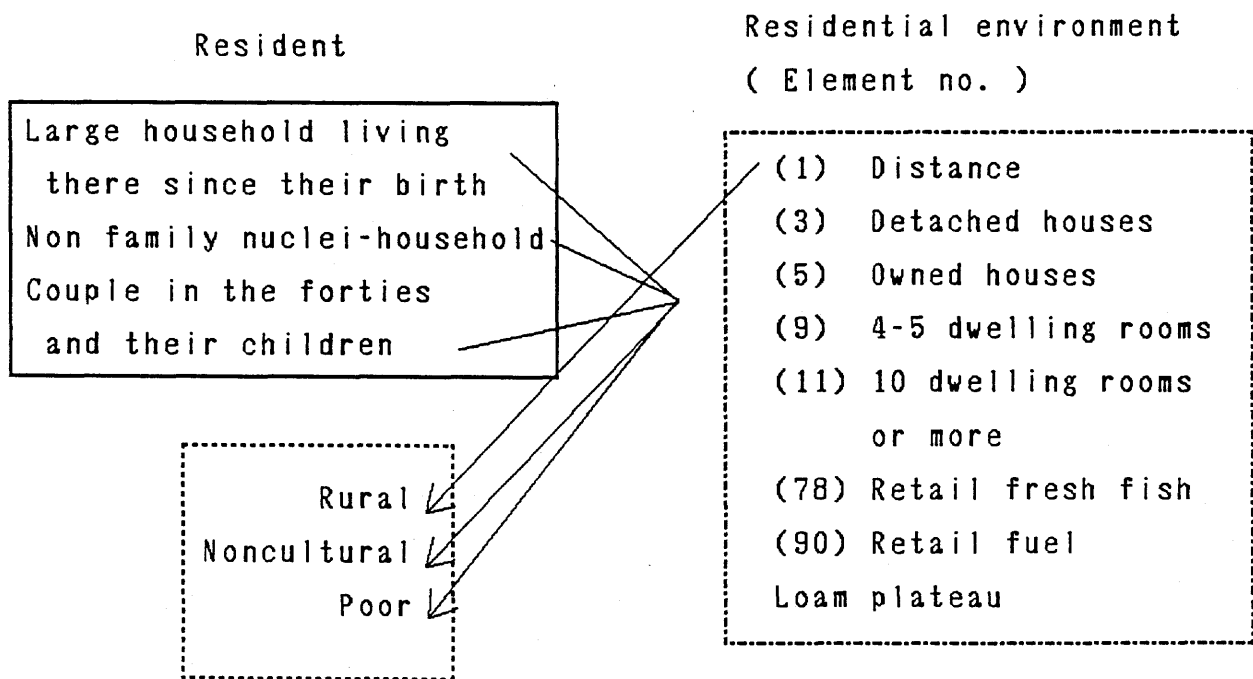 Resident
Large household living
there since their birth
Non family nuclei-household
Couple in the forties
and their children
Rural
Noncultural
Poor
Residential environment
( Element no. )
(1) Distance
(3) Detached houses
(5) Owned houses
(9) 4-5 dwelling rooms
(11) 10 dwelling rooms
or more
(78) Retail fresh fish
(90) Retail fuel
Loam plateau